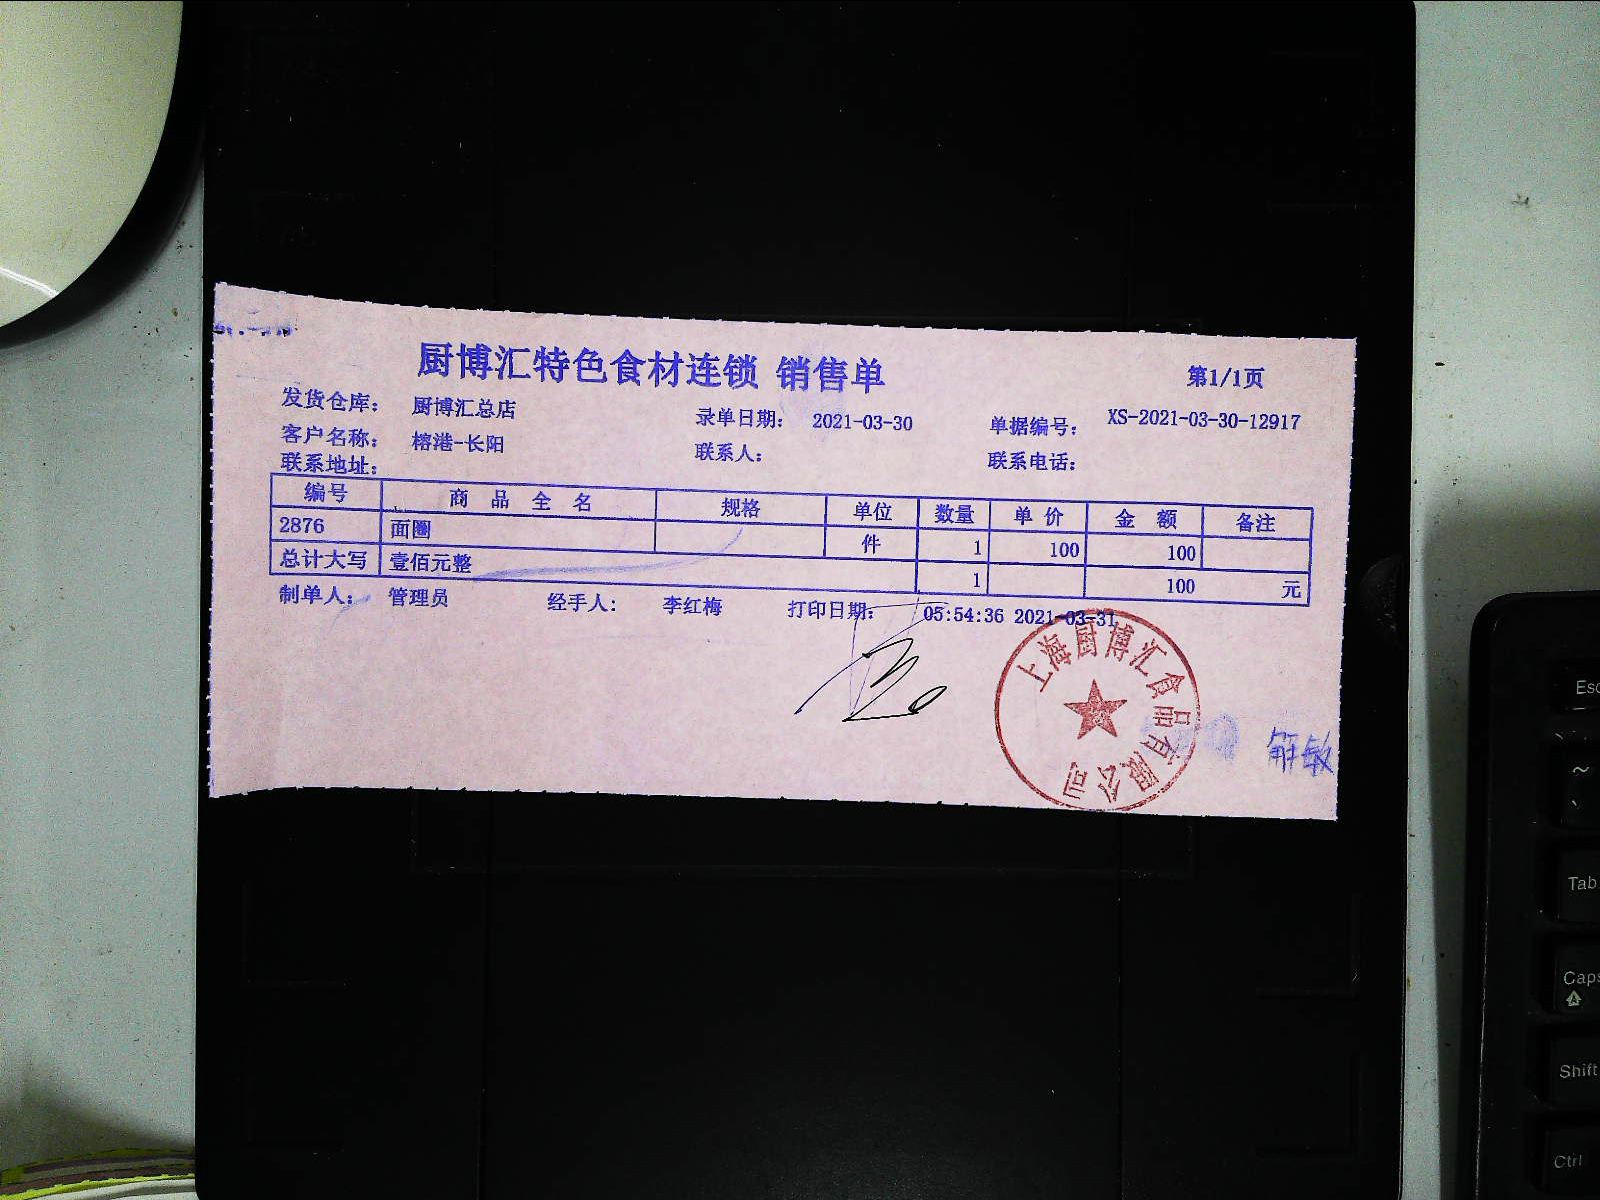 厨博汇特色食材连锁 销售单 第1/1页
发货仓库： 厨博汇总店 录单日期： 2021-03-30 单据编号： XS-2021-03-30-12917
客户名称： 榕港-长阳 联系人： 联系电话：
联系地址：
编号 商品全名 规格 单位 数量 单价 金额 备注
2876 面圈 件 1 100 100
总计大写 壹佰元整 1 100 元
制单人： 管理员 经手人： 李红梅 打印日期： 05:54:36 2021-03-31
上海厨博汇食品有限公司
解敏
Esc
~
Tab
Caps
Shift
Ctrl